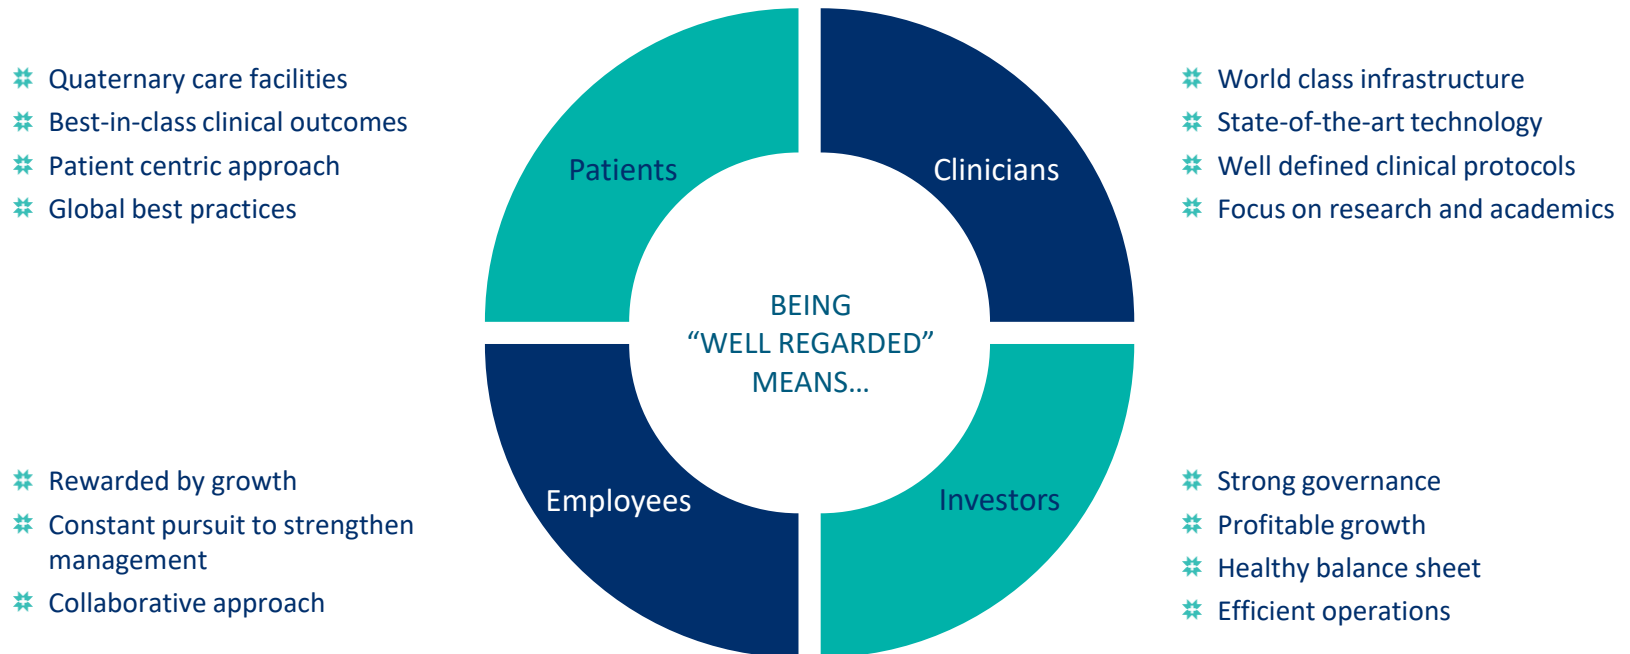 Quaternary care facilities
Best-in-class clinical outcomes
Patient centric approach
Global best practices
Patients
Clinicians
World class infrastructure
State-of-the-art technology
Well defined clinical protocols
Focus on research and academics
BEING
“WELL REGARDED”
MEANS…
Rewarded by growth
Constant pursuit to strengthen
management
Collaborative approach
Employees
Investors
Strong governance
Profitable growth
Healthy balance sheet
Efficient operations